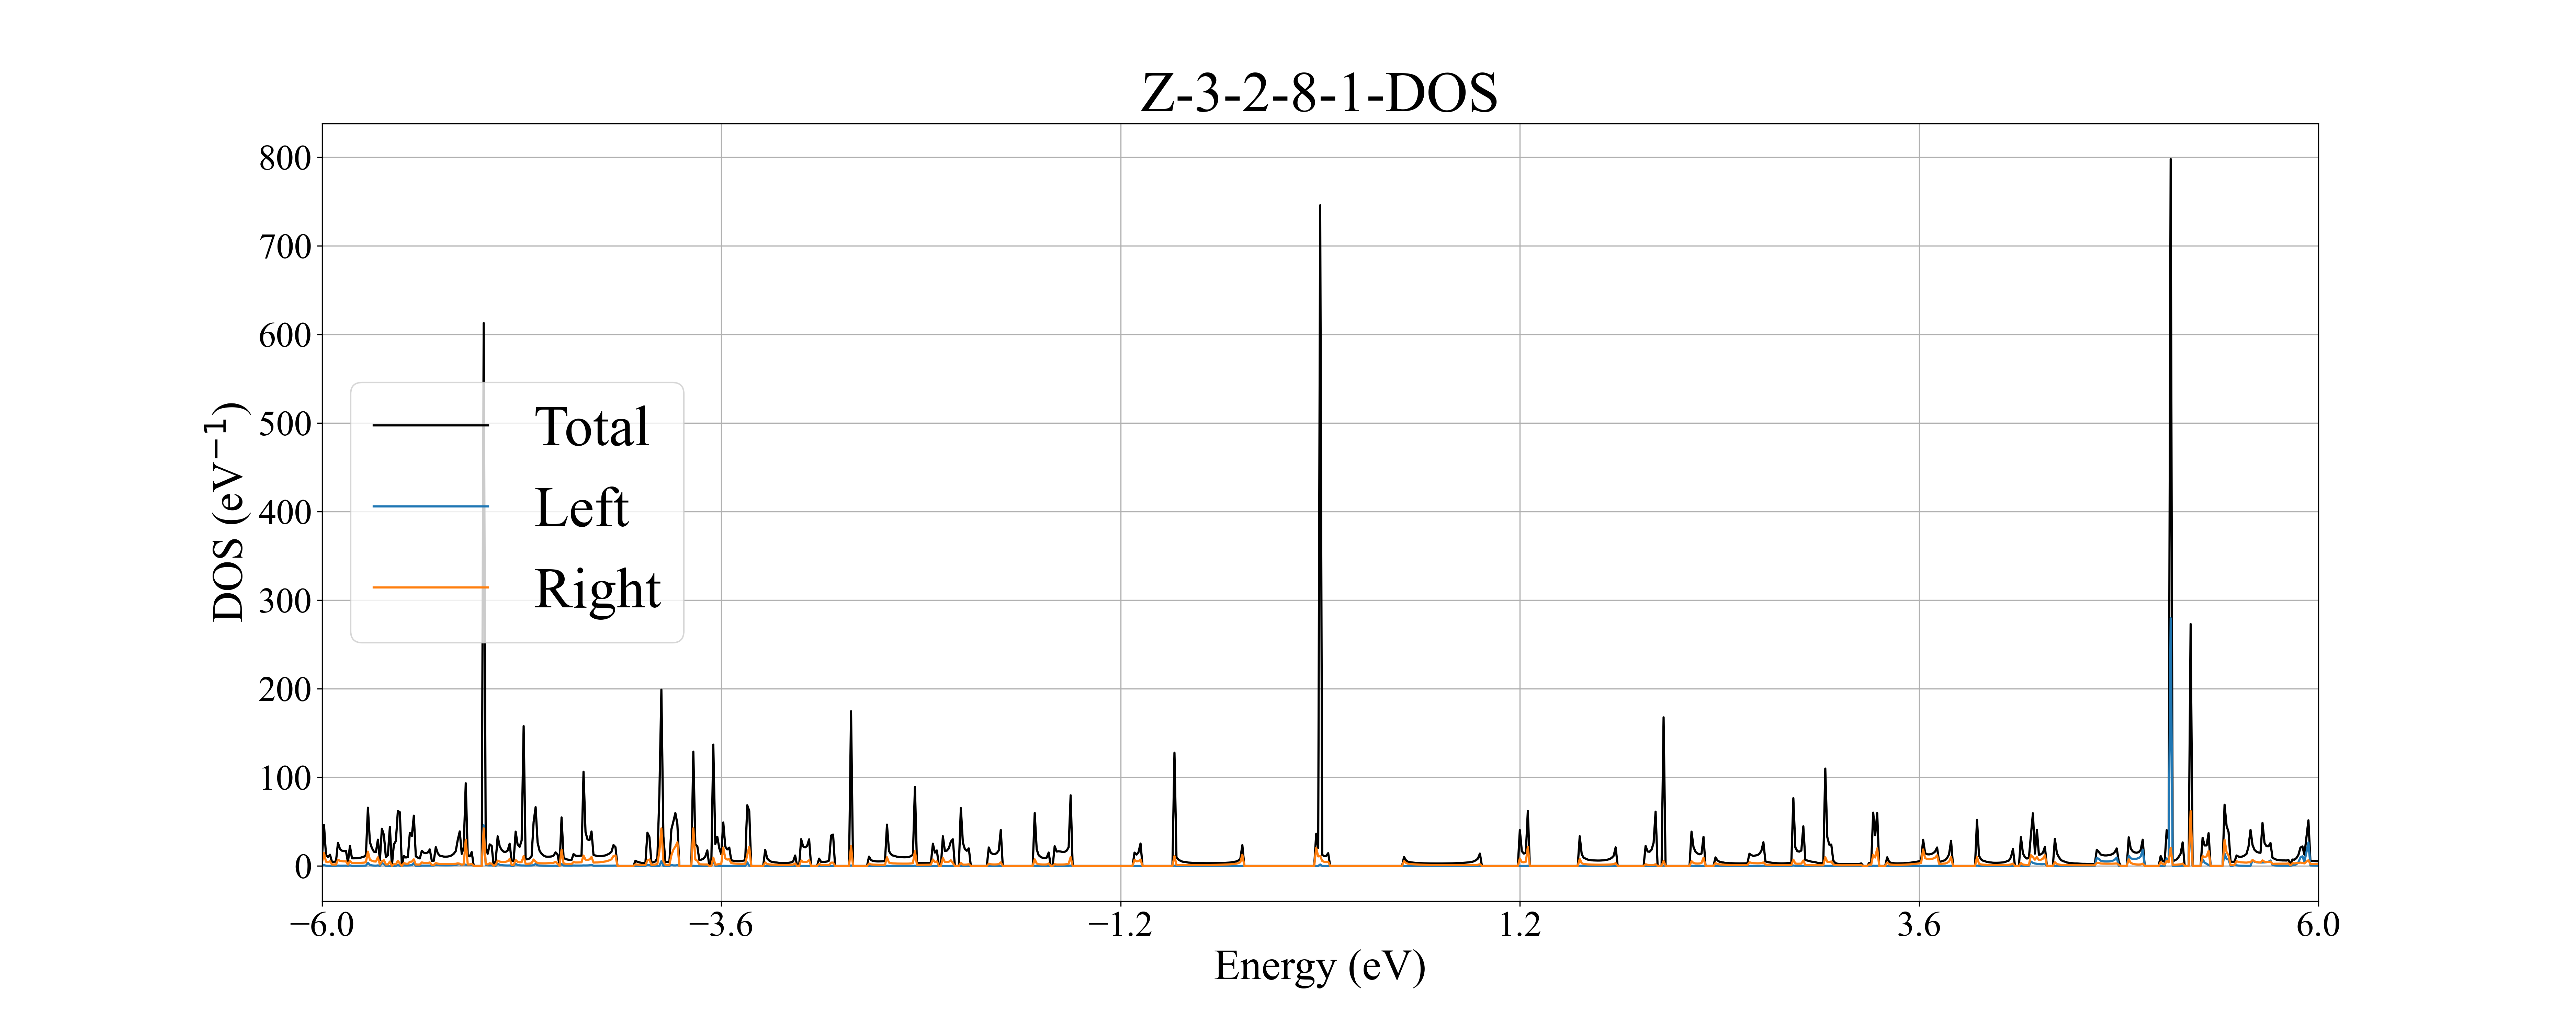 Z-3-2-8-1-DOS
800
700
600
500
400
300
200
100
0
DOS (eV⁻¹)
Total
Left
Right
−6.0 −3.6 −1.2 1.2 3.6 6.0
Energy (eV)